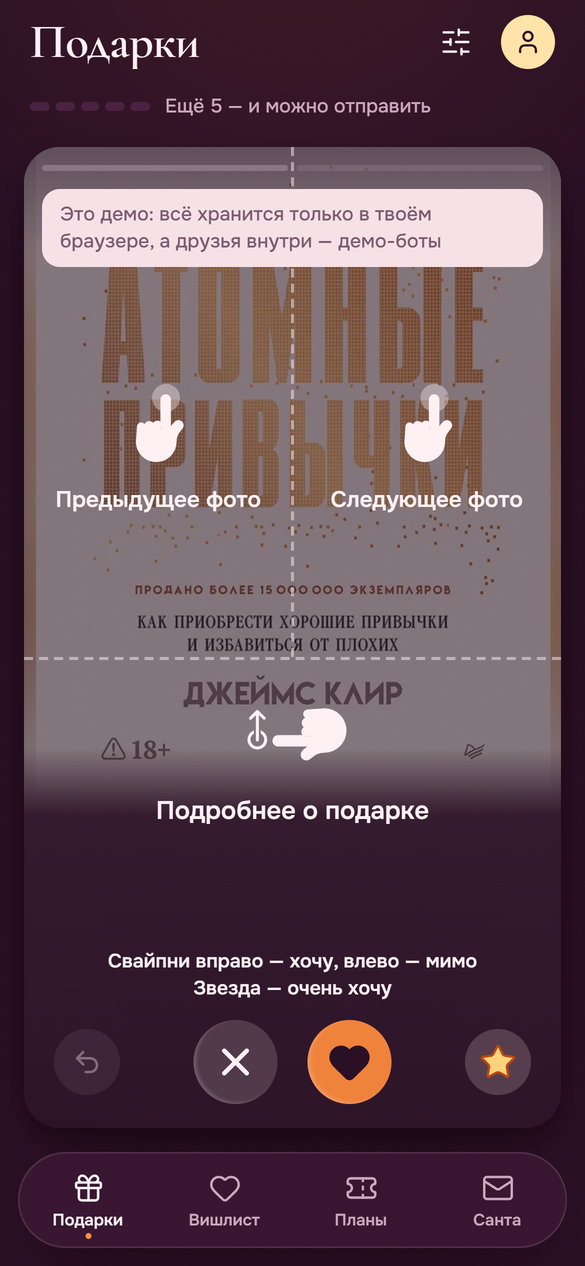 Подарки
Ещё 5 — и можно отправить
Это демо: всё хранится только в твоём
браузере, а друзья внутри — демо-боты
АТОМНЫЕ
ПРИВЫЧКИ
Предыдущее фото
Следующее фото
ПРОДАНО БОЛЕЕ 15 000 000 ЭКЗЕМПЛЯРОВ
КАК ПРИОБРЕСТИ ХОРОШИЕ ПРИВЫЧКИ
И ИЗБАВИТЬСЯ ОТ ПЛОХИХ
ДЖЕЙМС КЛИР
18+
Подробнее о подарке
Свайпни вправо — хочу, влево — мимо
Звезда — очень хочу
Подарки
Вишлист
Планы
Санта